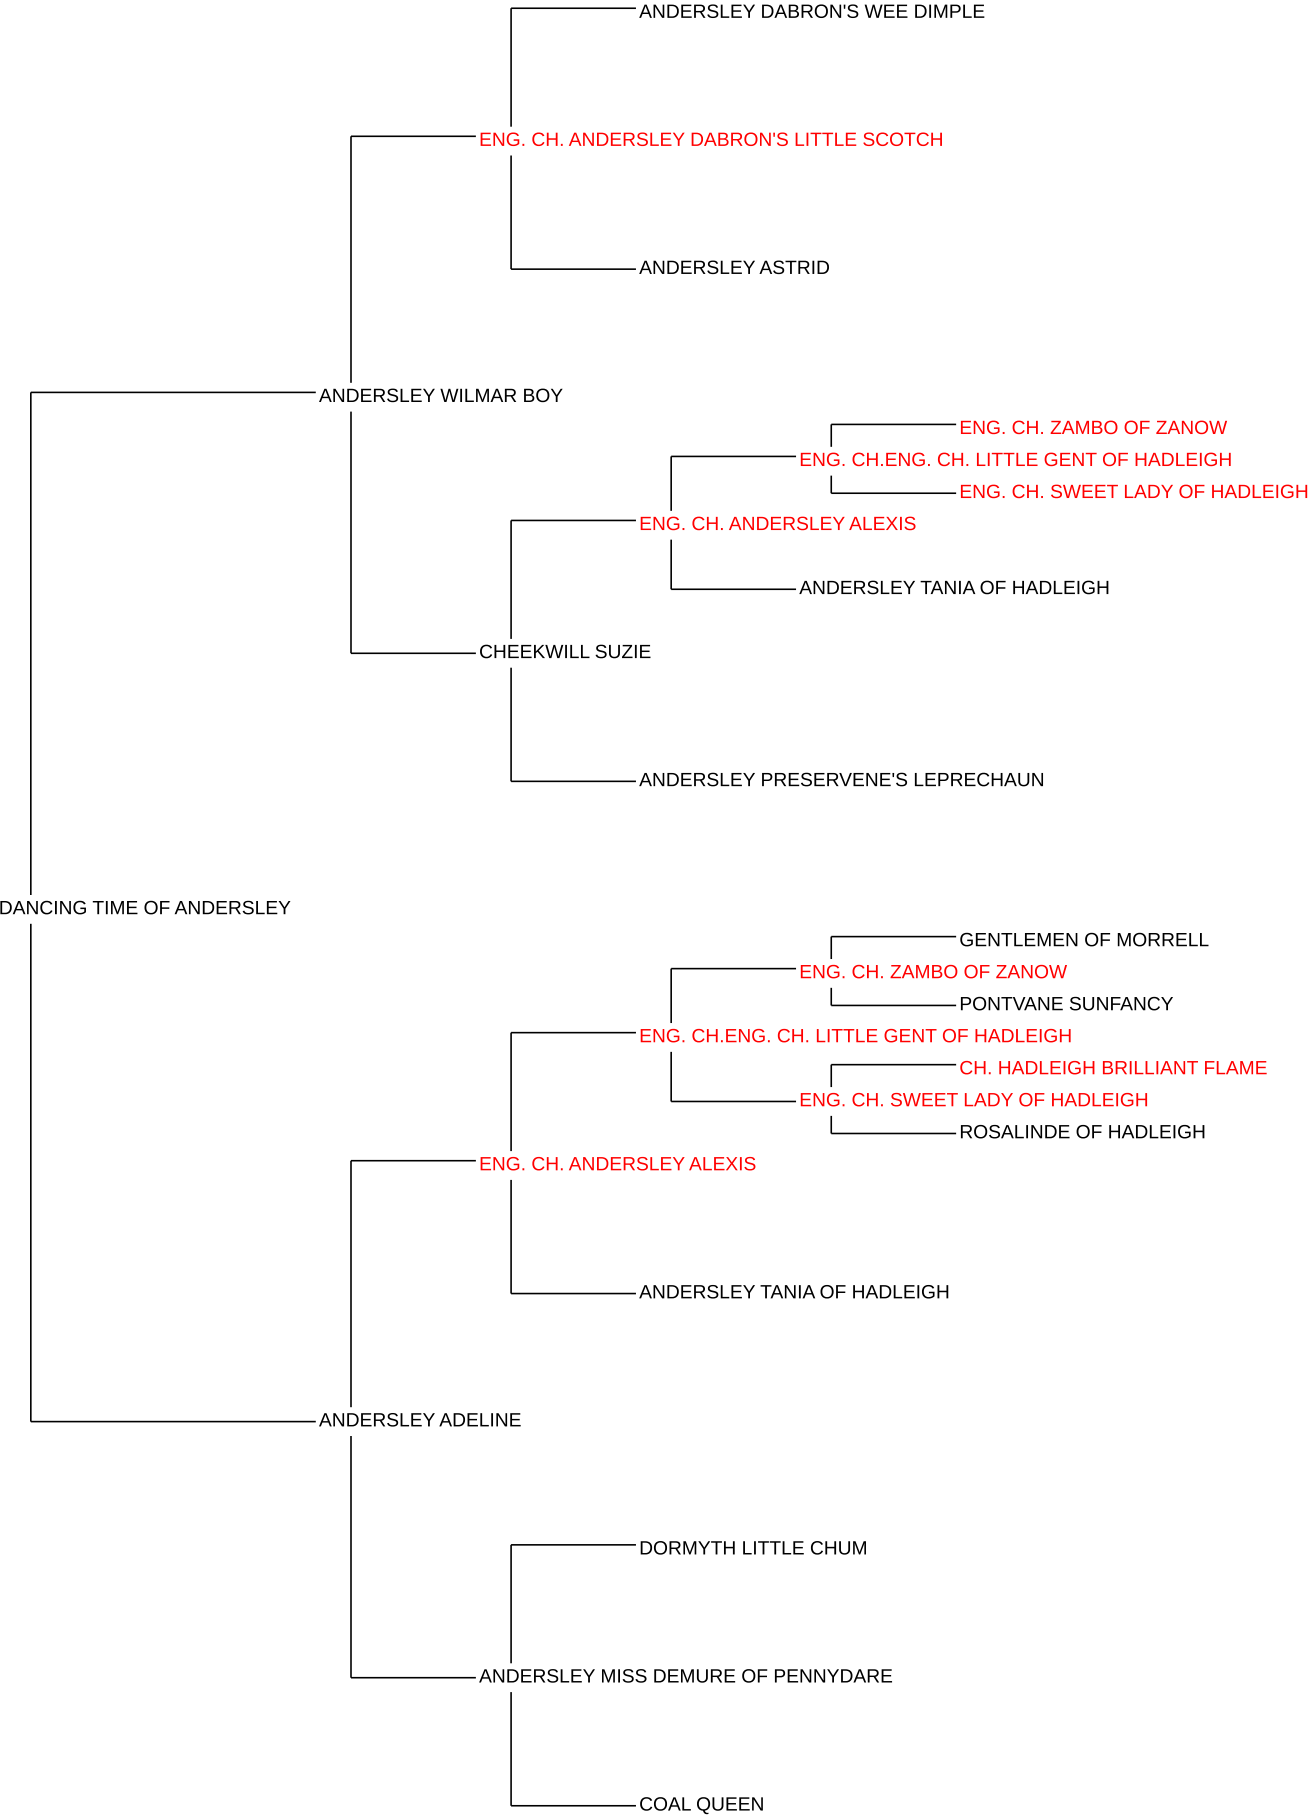 ANDERSLEY DABRON'S WEE DIMPLE
ENG. CH. ANDERSLEY DABRON'S LITTLE SCOTCH
ANDERSLEY ASTRID
ANDERSLEY WILMAR BOY
ENG. CH. ZAMBO OF ZANOW
ENG. CH.ENG. CH. LITTLE GENT OF HADLEIGH
ENG. CH. SWEET LADY OF HADLEIGH
ENG. CH. ANDERSLEY ALEXIS
ANDERSLEY TANIA OF HADLEIGH
CHEEKWILL SUZIE
ANDERSLEY PRESERVENE'S LEPRECHAUN
DANCING TIME OF ANDERSLEY
GENTLEMEN OF MORRELL
ENG. CH. ZAMBO OF ZANOW
PONTVANE SUNFANCY
ENG. CH.ENG. CH. LITTLE GENT OF HADLEIGH
CH. HADLEIGH BRILLIANT FLAME
ENG. CH. SWEET LADY OF HADLEIGH
ROSALINDE OF HADLEIGH
ENG. CH. ANDERSLEY ALEXIS
ANDERSLEY TANIA OF HADLEIGH
ANDERSLEY ADELINE
DORMYTH LITTLE CHUM
ANDERSLEY MISS DEMURE OF PENNYDARE
COAL QUEEN